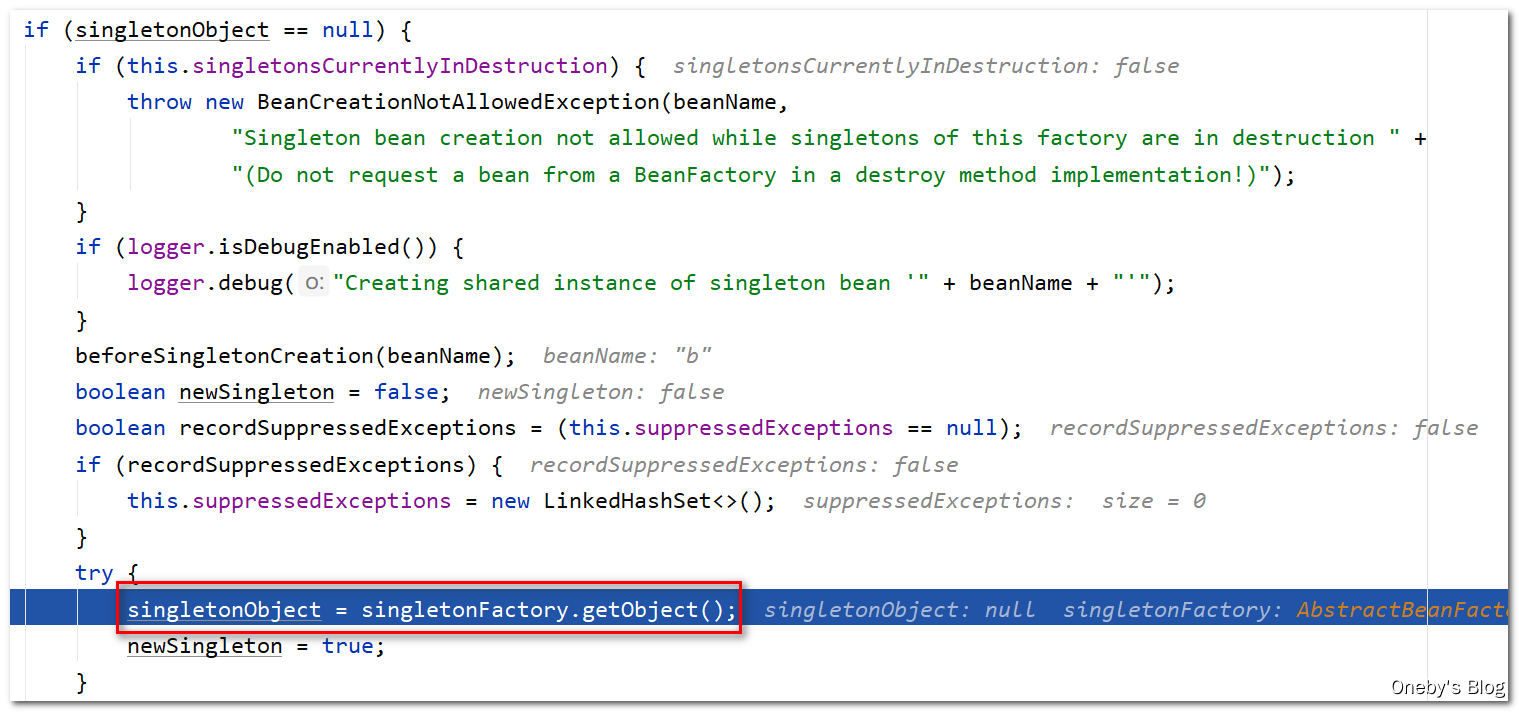 if (singletonObject == null) {
if (this.singletonsCurrentlyInDestruction) { singletonsCurrentlyInDestruction: false
throw new BeanCreationNotAllowedException(beanName,
"Singleton bean creation not allowed while singletons of this factory are in destruction " +
"(Do not request a bean from a BeanFactory in a destroy method implementation!)");
}
if (logger.isDebugEnabled()) {
logger.debug( o: "Creating shared instance of singleton bean '" + beanName + "'");
}
beforeSingletonCreation(beanName); beanName: "b"
boolean newSingleton = false; newSingleton: false
boolean recordSuppressedExceptions = (this.suppressedExceptions == null); recordSuppressedExceptions: false
if (recordSuppressedExceptions) { recordSuppressedExceptions: false
this.suppressedExceptions = new LinkedHashSet<>(); suppressedExceptions: size = 0
}
try {
singletonObject = singletonFactory.getObject(); singletonObject: null singletonFactory: AbstractBeanFacto
newSingleton = true;
}
Oneby's Blog